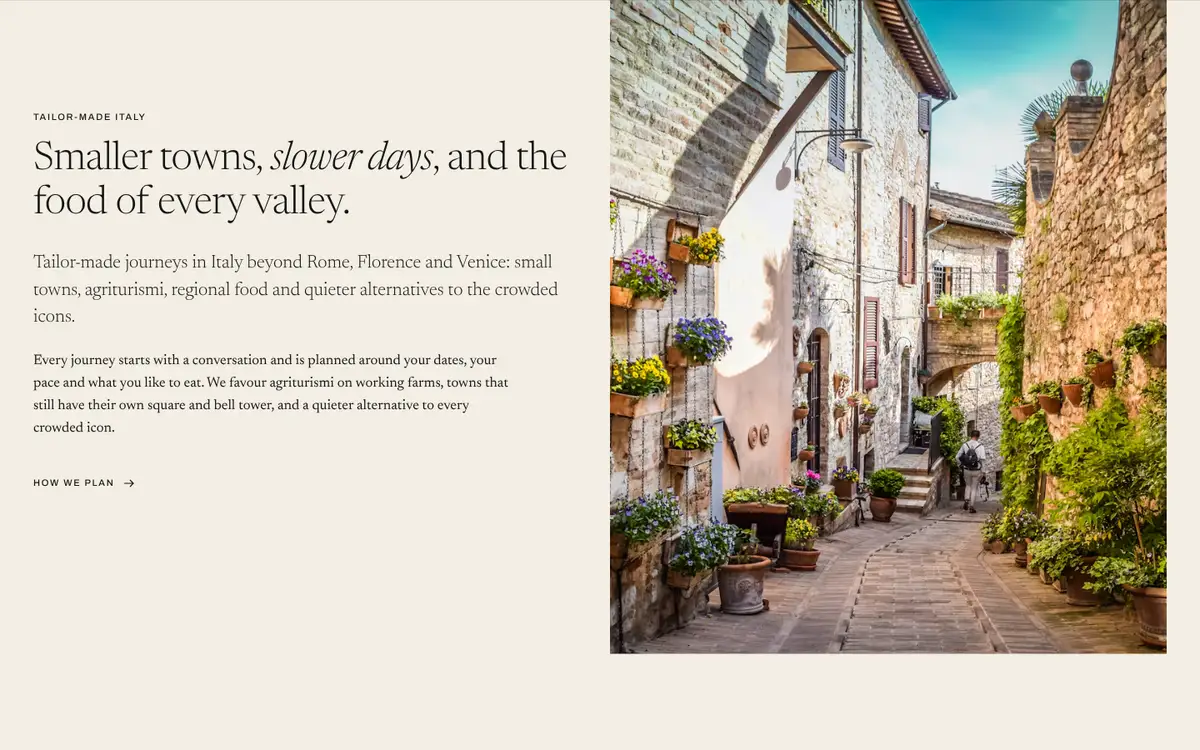 TAILOR-MADE ITALY
Smaller towns, slower days, and the
food of every valley.
Tailor-made journeys in Italy beyond Rome, Florence and Venice: small
towns, agriturismi, regional food and quieter alternatives to the crowded
icons.
Every journey starts with a conversation and is planned around your dates, your
pace and what you like to eat. We favour agriturismi on working farms, towns that
still have their own square and bell tower, and a quieter alternative to every
crowded icon.
HOW WE PLAN →